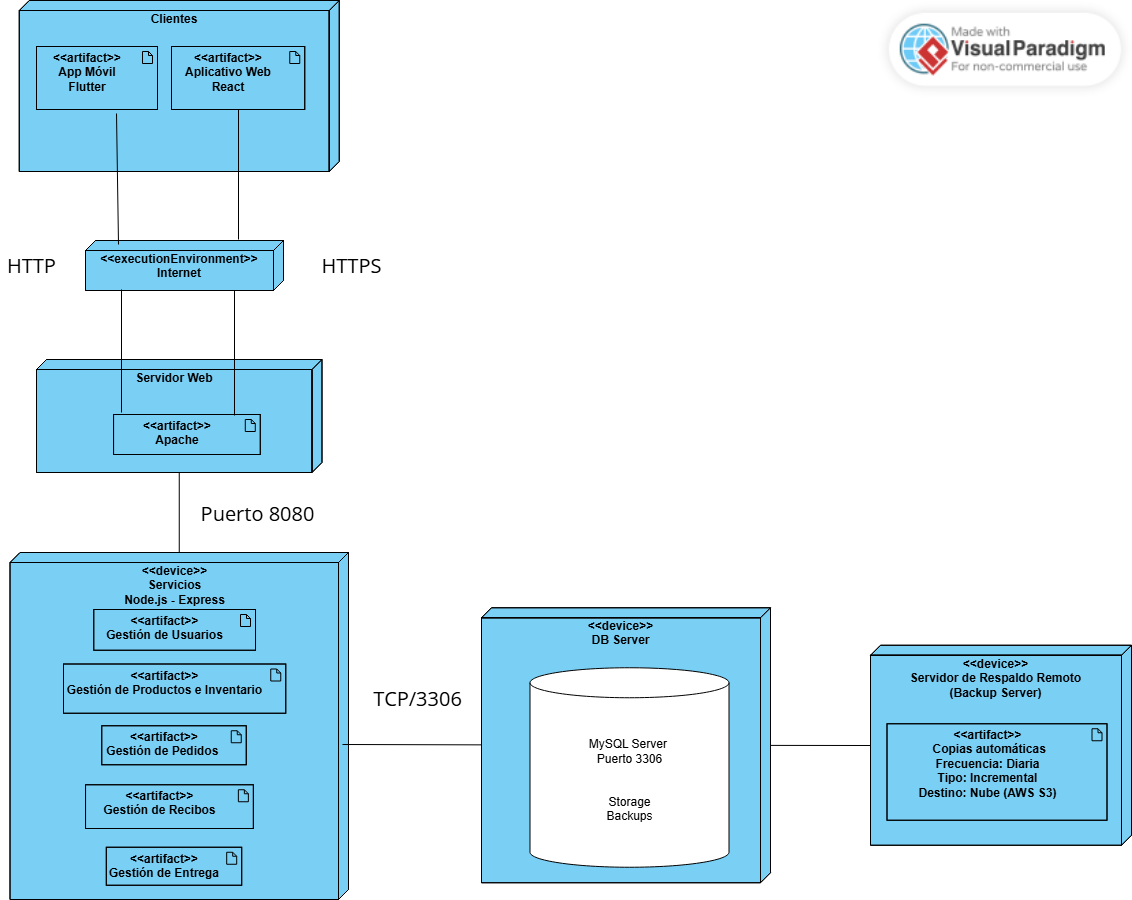 Clientes
<<artifact>>
App Móvil
Flutter
<<artifact>>
Aplicativo Web
React
Made with
Visual Paradigm
For non-commercial use
HTTP
<<executionEnvironment>>
Internet
HTTPS
Servidor Web
<<artifact>>
Apache
Puerto 8080
<<device>>
Servicios
Node.js - Express
<<artifact>>
Gestión de Usuarios
<<artifact>>
Gestión de Productos e Inventario
<<artifact>>
Gestión de Pedidos
<<artifact>>
Gestión de Recibos
<<artifact>>
Gestión de Entrega
TCP/3306
<<device>>
DB Server
MySQL Server
Puerto 3306
Storage
Backups
<<device>>
Servidor de Respaldo Remoto
(Backup Server)
<<artifact>>
Copias automáticas
Frecuencia: Diaria
Tipo: Incremental
Destino: Nube (AWS S3)